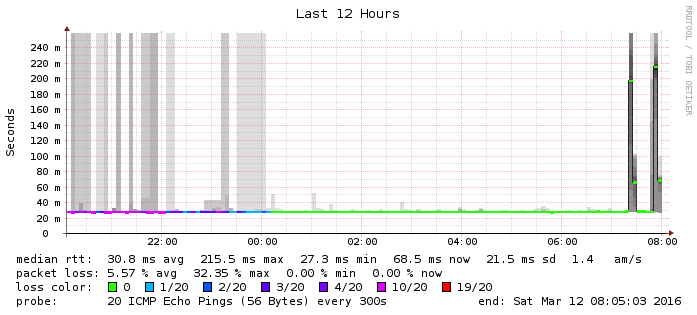 Last 12 Hours
RRDTOOL / TOBI OETIKER
Seconds
240 m
220 m
200 m
180 m
160 m
140 m
120 m
100 m
80 m
60 m
40 m
20 m
0
22:00 00:00 02:00 04:00 06:00 08:00
median rtt: 30.8 ms avg 215.5 ms max 27.3 ms min 68.5 ms now 21.5 ms sd 1.4 am/s
packet loss: 5.57 % avg 32.35 % max 0.00 % min 0.00 % now
loss color: 0 1/20 2/20 3/20 4/20 10/20 19/20
probe: 20 ICMP Echo Pings (56 Bytes) every 300s end: Sat Mar 12 08:05:03 2016